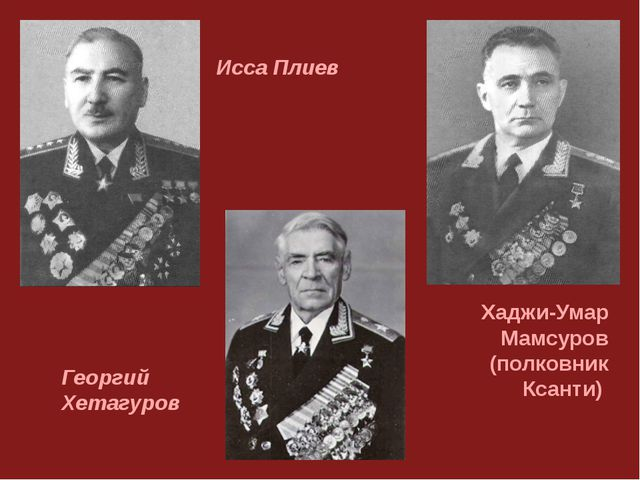 Исса Плиев
Хаджи-Умар
Мамсуров
(полковник
Ксанти)
Георгий
Хетагуров